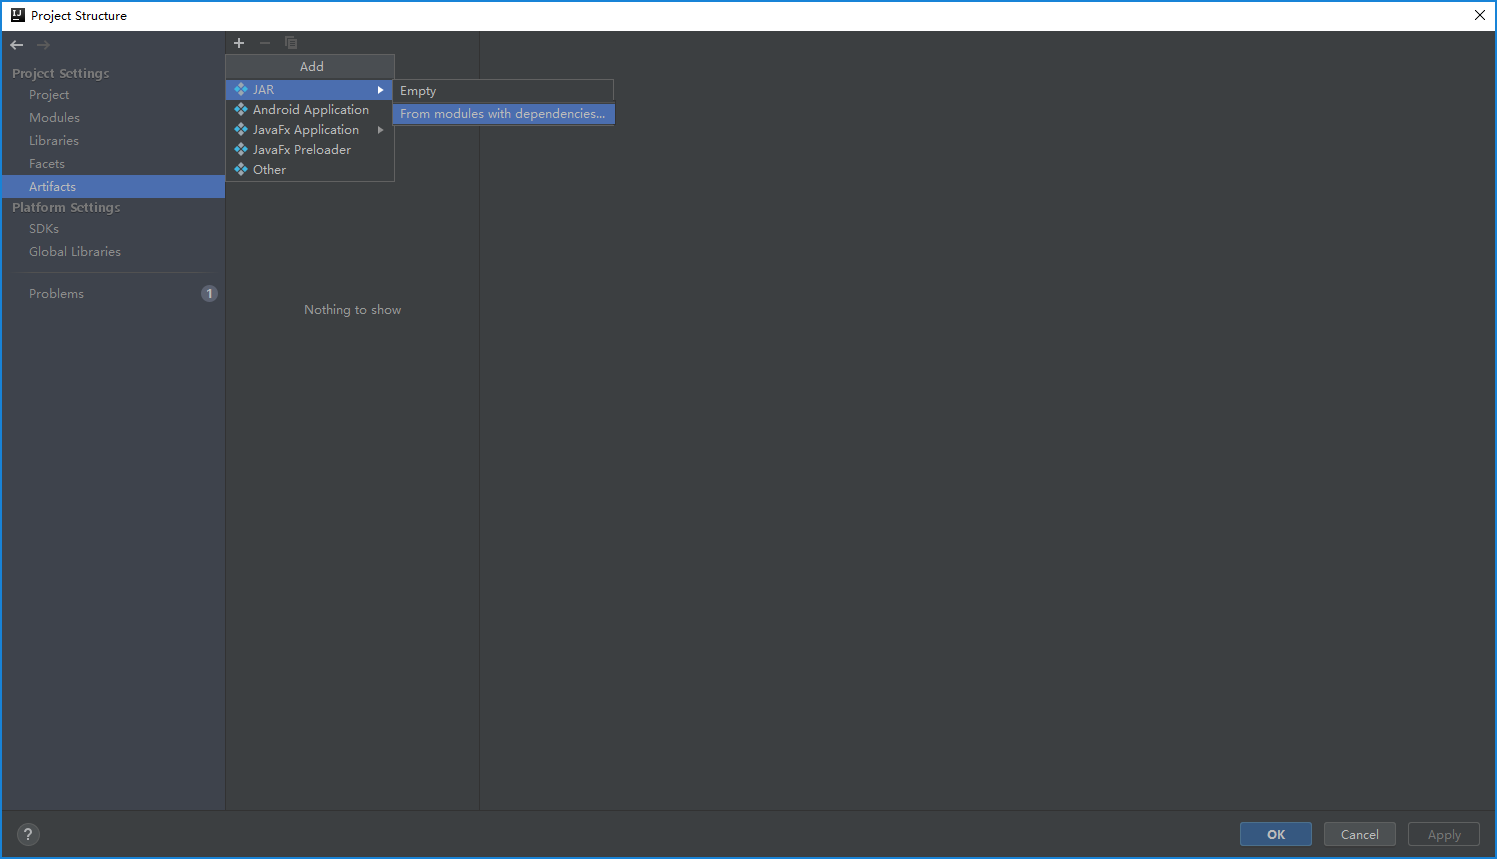 Project Structure
Project Settings
Project
Modules
Libraries
Facets
Artifacts
Platform Settings
SDKs
Global Libraries
Problems
1
Add
JAR
Android Application
JavaFx Application
JavaFx Preloader
Other
Empty
From modules with dependencies...
Nothing to show
?
OK
Cancel
Apply